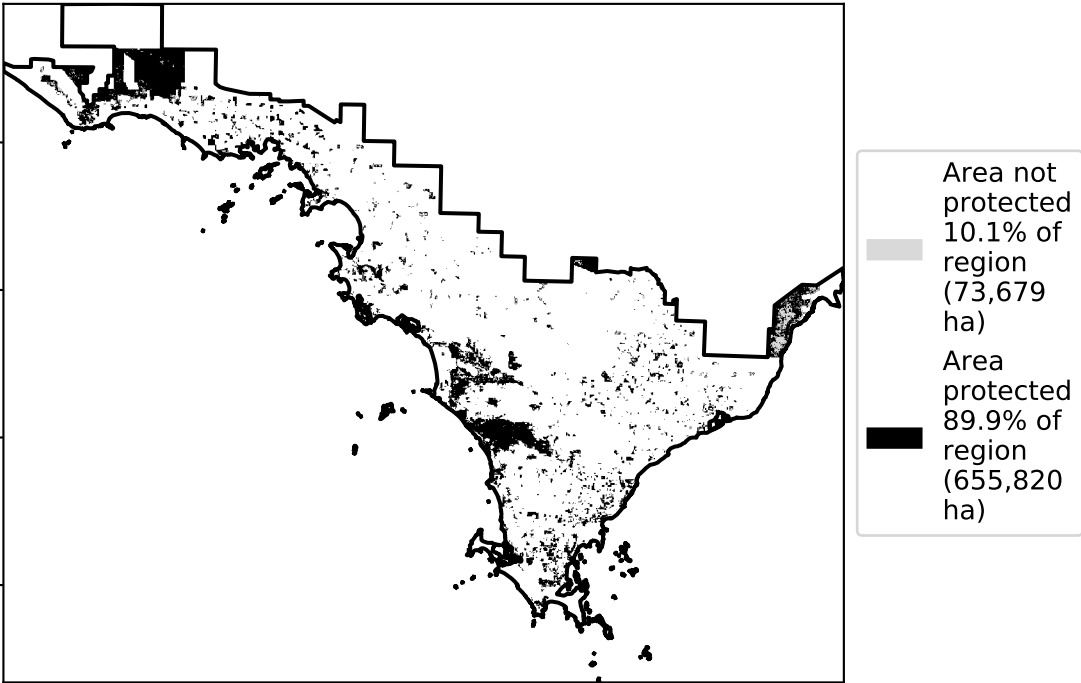 Area not
protected
10.1% of
region
(73,679
ha)
Area
protected
89.9% of
region
(655,820
ha)